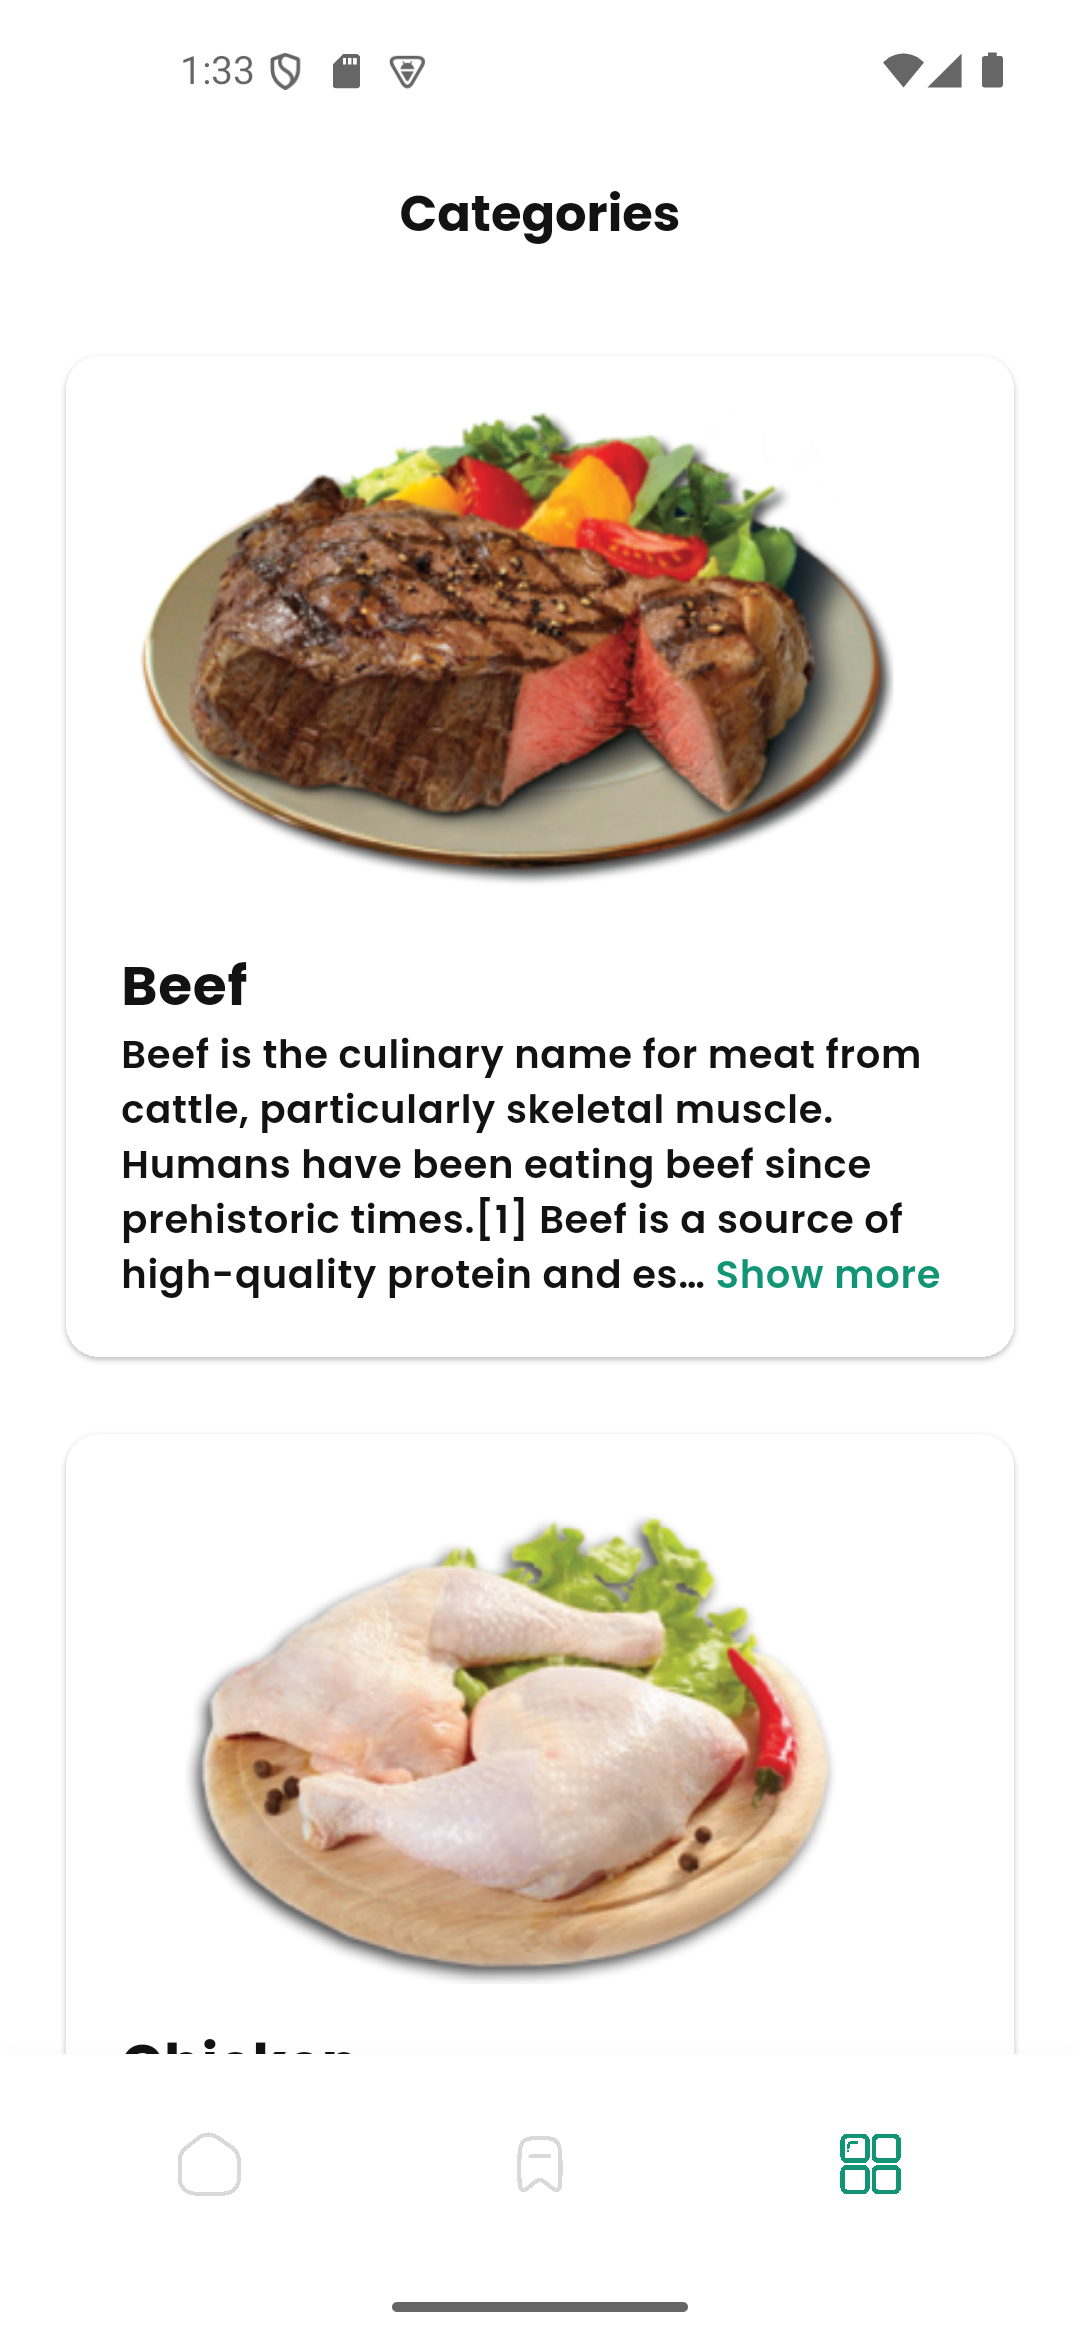 1:33
Categories
Beef
Beef is the culinary name for meat from
cattle, particularly skeletal muscle.
Humans have been eating beef since
prehistoric times.[1] Beef is a source of
high-quality protein and es... Show more
Chicken